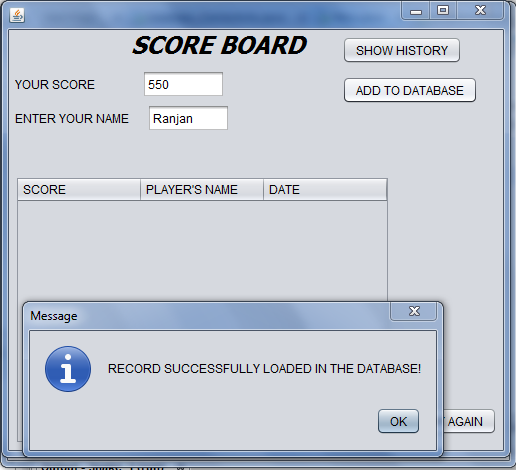 SCORE BOARD
SHOW HISTORY
YOUR SCORE 550
ADD TO DATABASE
ENTER YOUR NAME Ranjan
SCORE PLAYER'S NAME DATE
Message
RECORD SUCCESSFULLY LOADED IN THE DATABASE!
OK
AGAIN